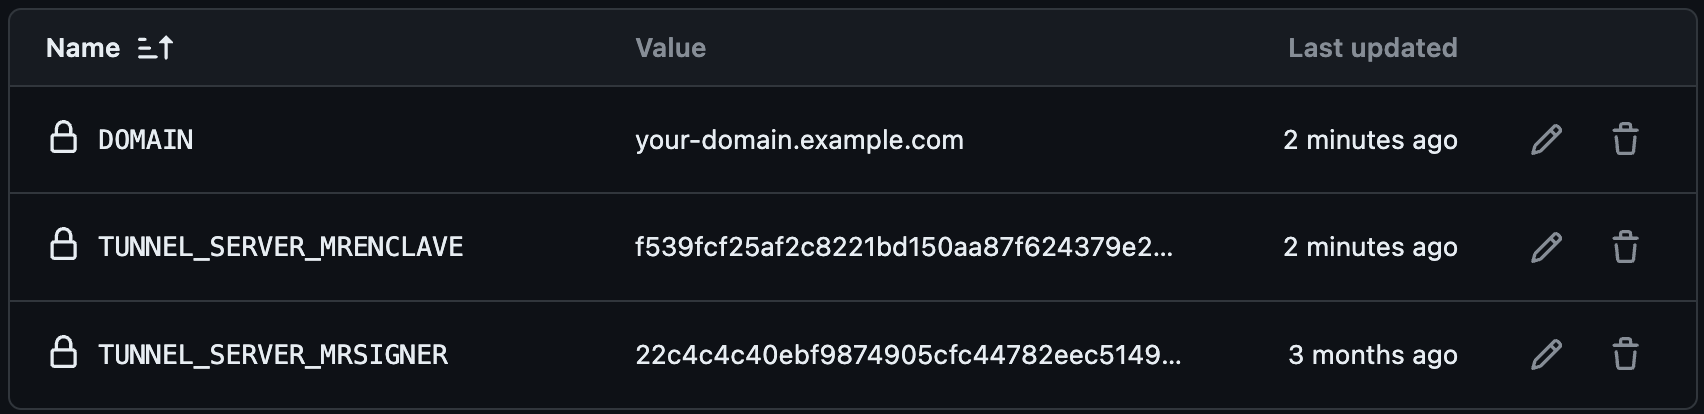 Name Value Last updated
DOMAIN your-domain.example.com 2 minutes ago
TUNNEL_SERVER_MRENCLAVE f539fcf25af2c8221bd150aa87f624379e2... 2 minutes ago
TUNNEL_SERVER_MRSIGNER 22c4c4c40ebf9874905cfc44782eec5149... 3 months ago